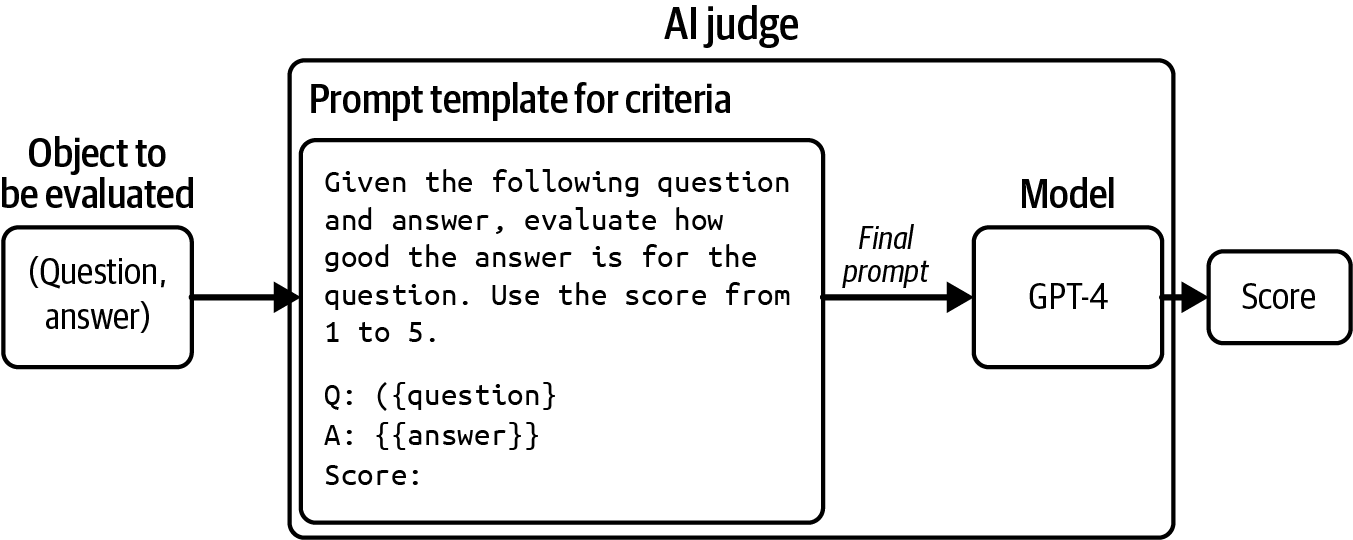 AI judge
Prompt template for criteria
Object to
be evaluated
(Question,
answer)
Given the following question
and answer, evaluate how
good the answer is for the
question. Use the score from
1 to 5.
Q: ({question}
A: {{answer}}
Score:
Final
prompt
Model
GPT-4
Score